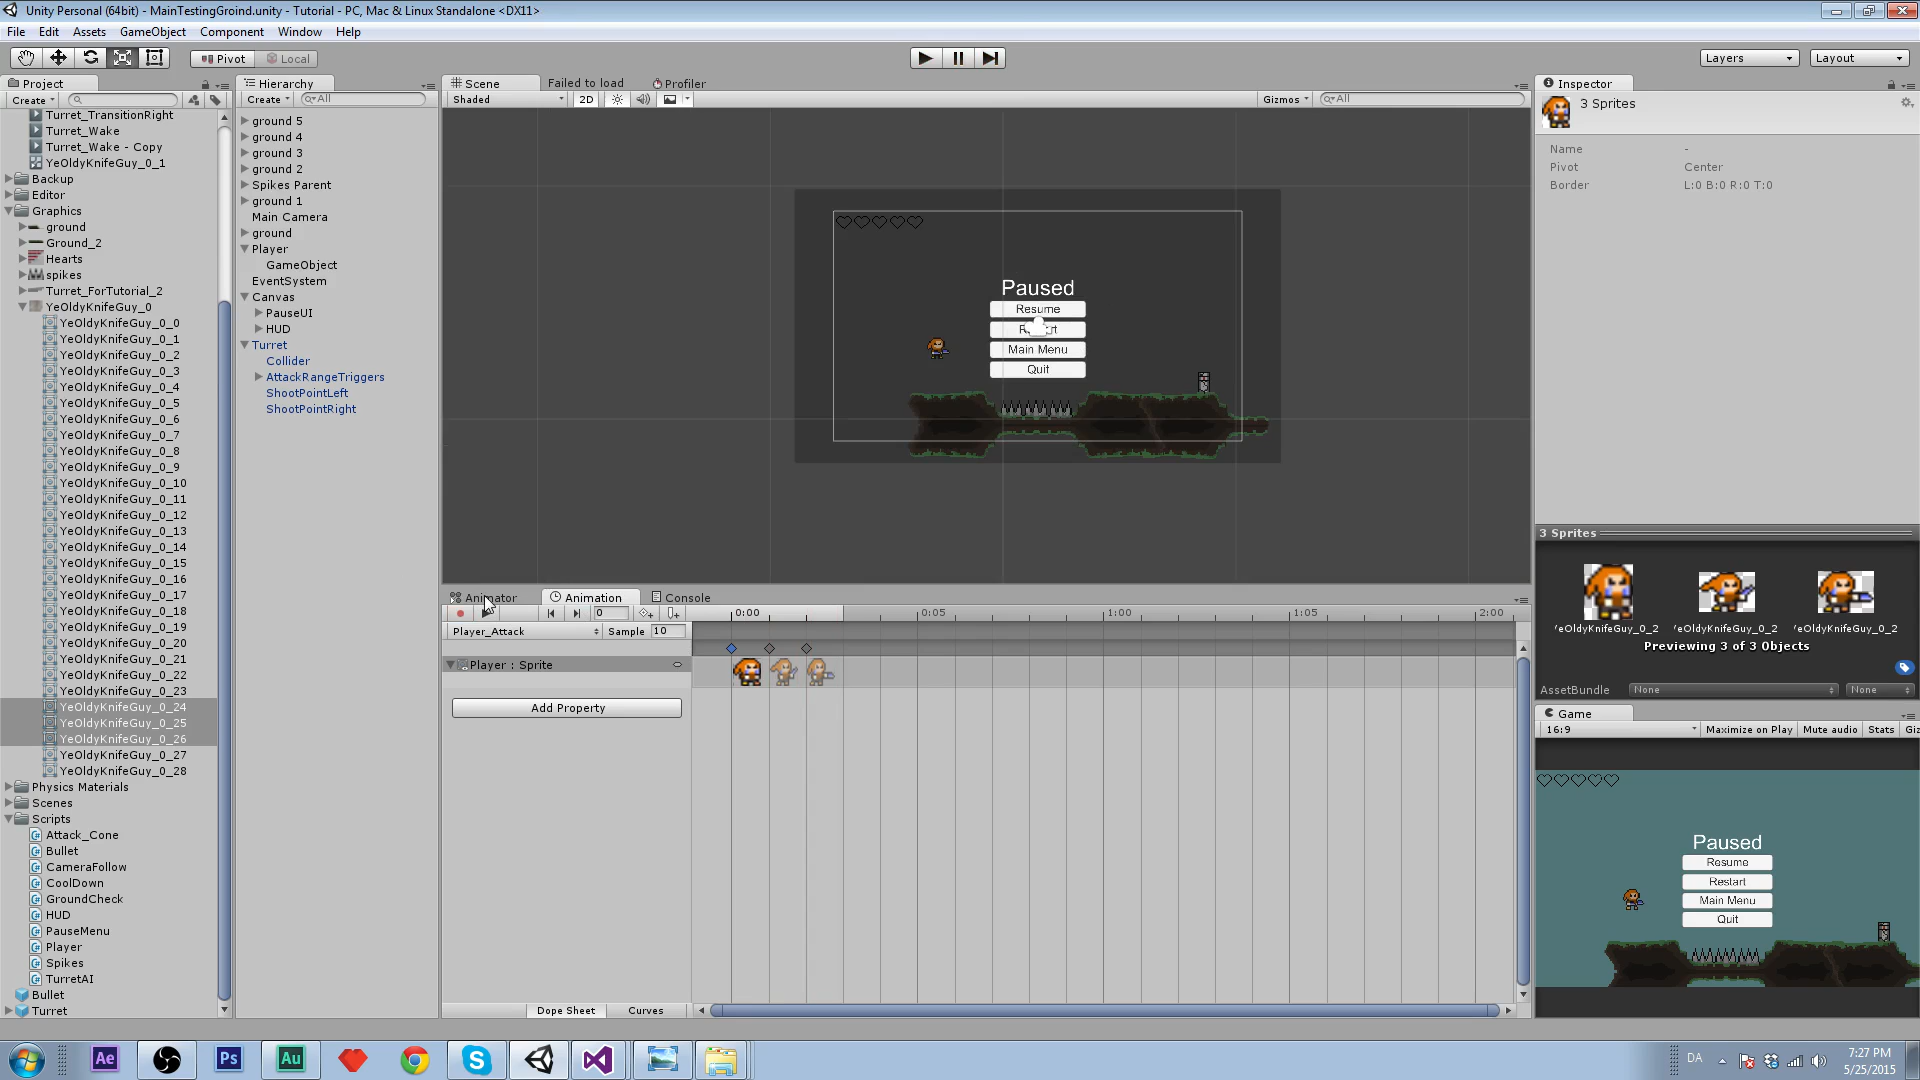 Unity Personal (64bit) - MainTestingGroind.unity - Tutorial - PC, Mac & Linux Standalone <DX11>
File Edit Assets GameObject Component Window Help
Pivot Local Layers Layout
Project
Create
Turret_TransitionRight
Turret_Wake
Turret_Wake - Copy
YeOldyKnifeGuy_0_1
Backup
Editor
Graphics
ground
Ground_2
Hearts
spikes
Turret_ForTutorial_2
YeOldyKnifeGuy_0
YeOldyKnifeGuy_0_0
YeOldyKnifeGuy_0_1
YeOldyKnifeGuy_0_2
YeOldyKnifeGuy_0_3
YeOldyKnifeGuy_0_4
YeOldyKnifeGuy_0_5
YeOldyKnifeGuy_0_6
YeOldyKnifeGuy_0_7
YeOldyKnifeGuy_0_8
YeOldyKnifeGuy_0_9
YeOldyKnifeGuy_0_10
YeOldyKnifeGuy_0_11
YeOldyKnifeGuy_0_12
YeOldyKnifeGuy_0_13
YeOldyKnifeGuy_0_14
YeOldyKnifeGuy_0_15
YeOldyKnifeGuy_0_16
YeOldyKnifeGuy_0_17
YeOldyKnifeGuy_0_18
YeOldyKnifeGuy_0_19
YeOldyKnifeGuy_0_20
YeOldyKnifeGuy_0_21
YeOldyKnifeGuy_0_22
YeOldyKnifeGuy_0_23
YeOldyKnifeGuy_0_24
YeOldyKnifeGuy_0_25
YeOldyKnifeGuy_0_26
YeOldyKnifeGuy_0_27
YeOldyKnifeGuy_0_28
Physics Materials
Scenes
Scripts
Attack_Cone
Bullet
CameraFollow
CoolDown
GroundCheck
HUD
PauseMenu
Player
Spikes
TurretAI
Bullet
Turret
Hierarchy
Create All
ground 5
ground 4
ground 3
ground 2
Spikes Parent
ground 1
Main Camera
ground
Player
GameObject
EventSystem
Canvas
PauseUI
HUD
Turret
Collider
AttackRangeTriggers
ShootPointLeft
ShootPointRight
Scene Failed to load Profiler
Shaded 2D Gizmos All
Paused
Resume
Main Menu
Quit
Animator Animation Console
0 0:00 0:05 1:00 1:05 2:00
Player_Attack Sample 10
Player : Sprite
Add Property
Dope Sheet Curves
Inspector
3 Sprites
Name -
Pivot Center
Border L:0 B:0 R:0 T:0
3 Sprites
'eOldyKnifeGuy_0_2 'eOldyKnifeGuy_0_2 'eOldyKnifeGuy_0_2
Previewing 3 of 3 Objects
AssetBundle None None
Game
16:9 Maximize on Play Mute audio Stats Giz
Paused
Resume
Restart
Main Menu
Quit
Ae Ps Au DA
7:27 PM
5/25/2015